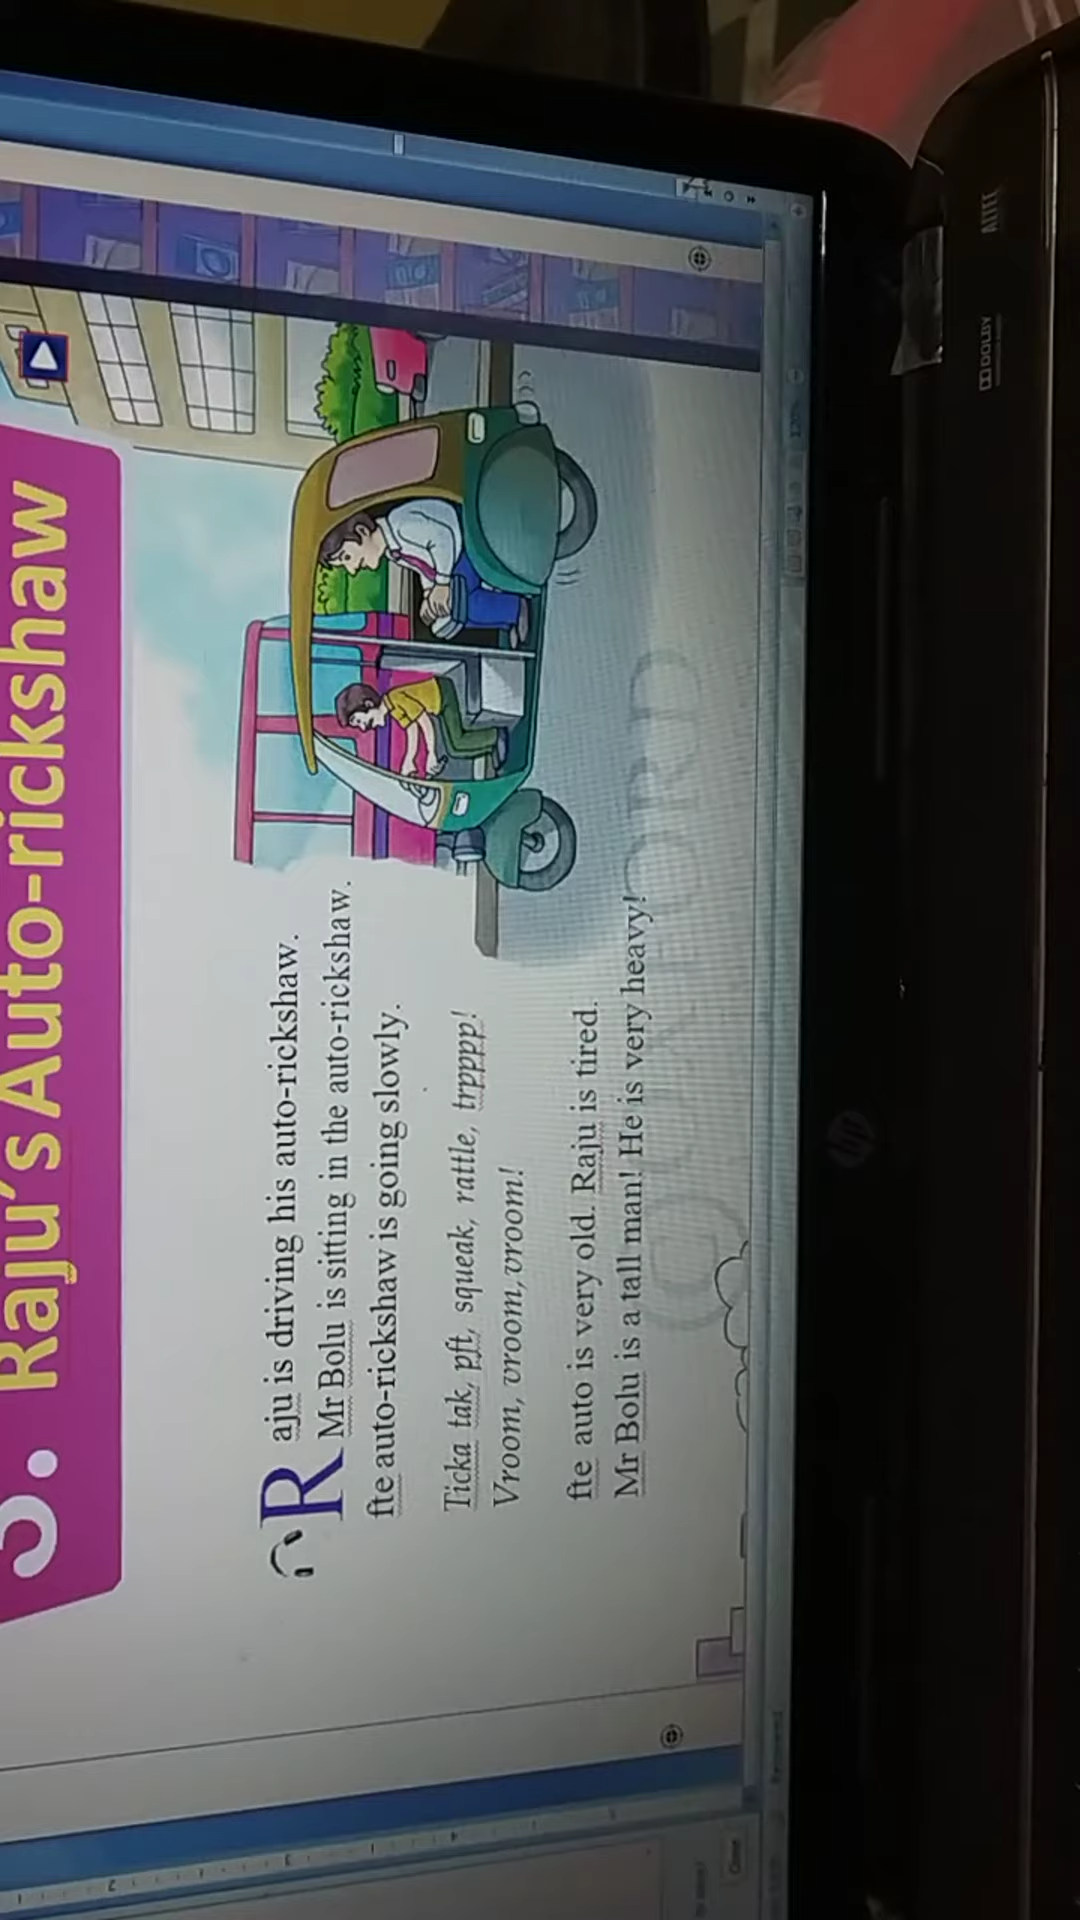 Raju's Auto-rickshaw
Raju is driving his auto-rickshaw.
Mr Bolu is sitting in the auto-rickshaw.
fte auto-rickshaw is going slowly.
Ticka tak, pft, squeak, rattle, trpppp!
Vroom, vroom, vroom!
fte auto is very old. Raju is tired.
Mr Bolu is a tall man! He is very heavy!
OXFORD
hp
DOLBY